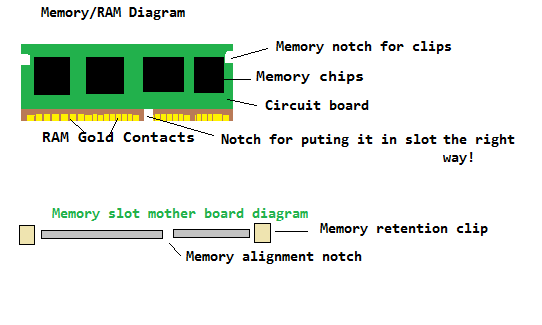 Memory/RAM Diagram
Memory notch for clips
Memory chips
Circuit board
RAM Gold Contacts
Notch for puting it in slot the right
way!
Memory slot mother board diagram
Memory retention clip
Memory alignment notch